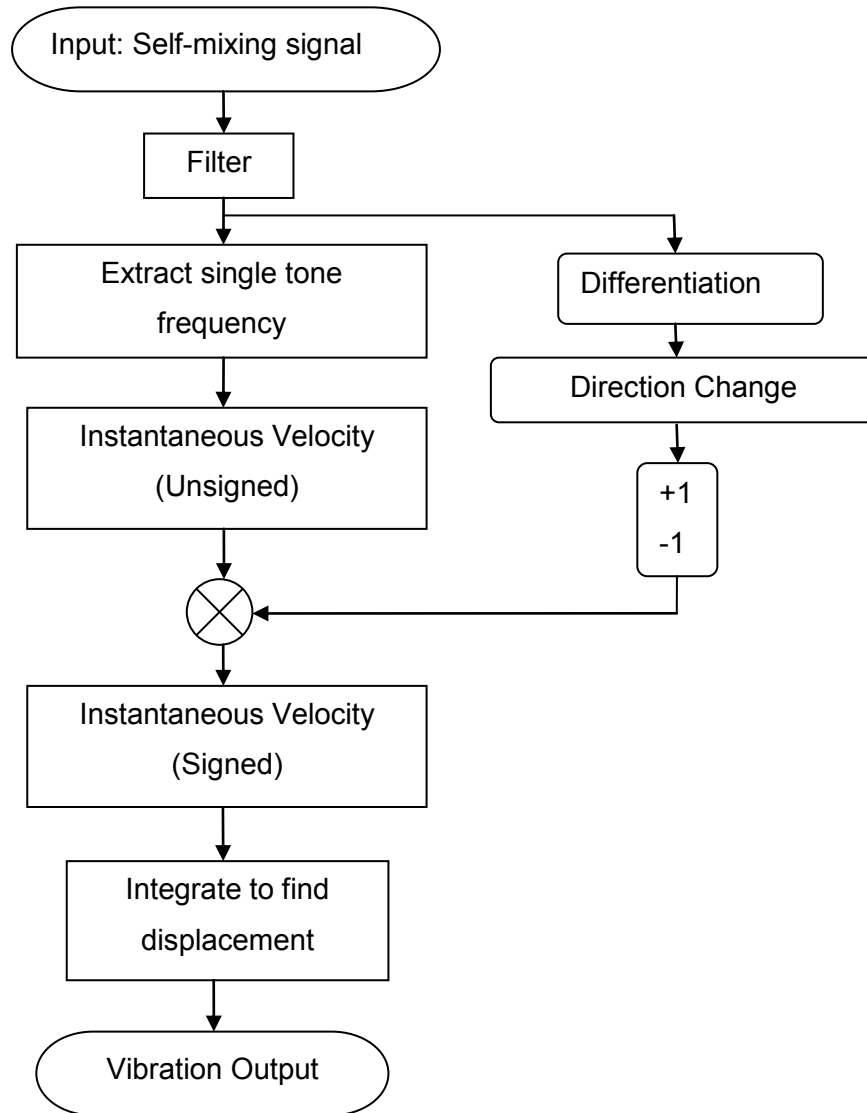 Input: Self-mixing signal
Filter
Extract single tone
frequency
Differentiation
Direction Change
Instantaneous Velocity
(Unsigned)
+1
-1
Instantaneous Velocity
(Signed)
Integrate to find
displacement
Vibration Output